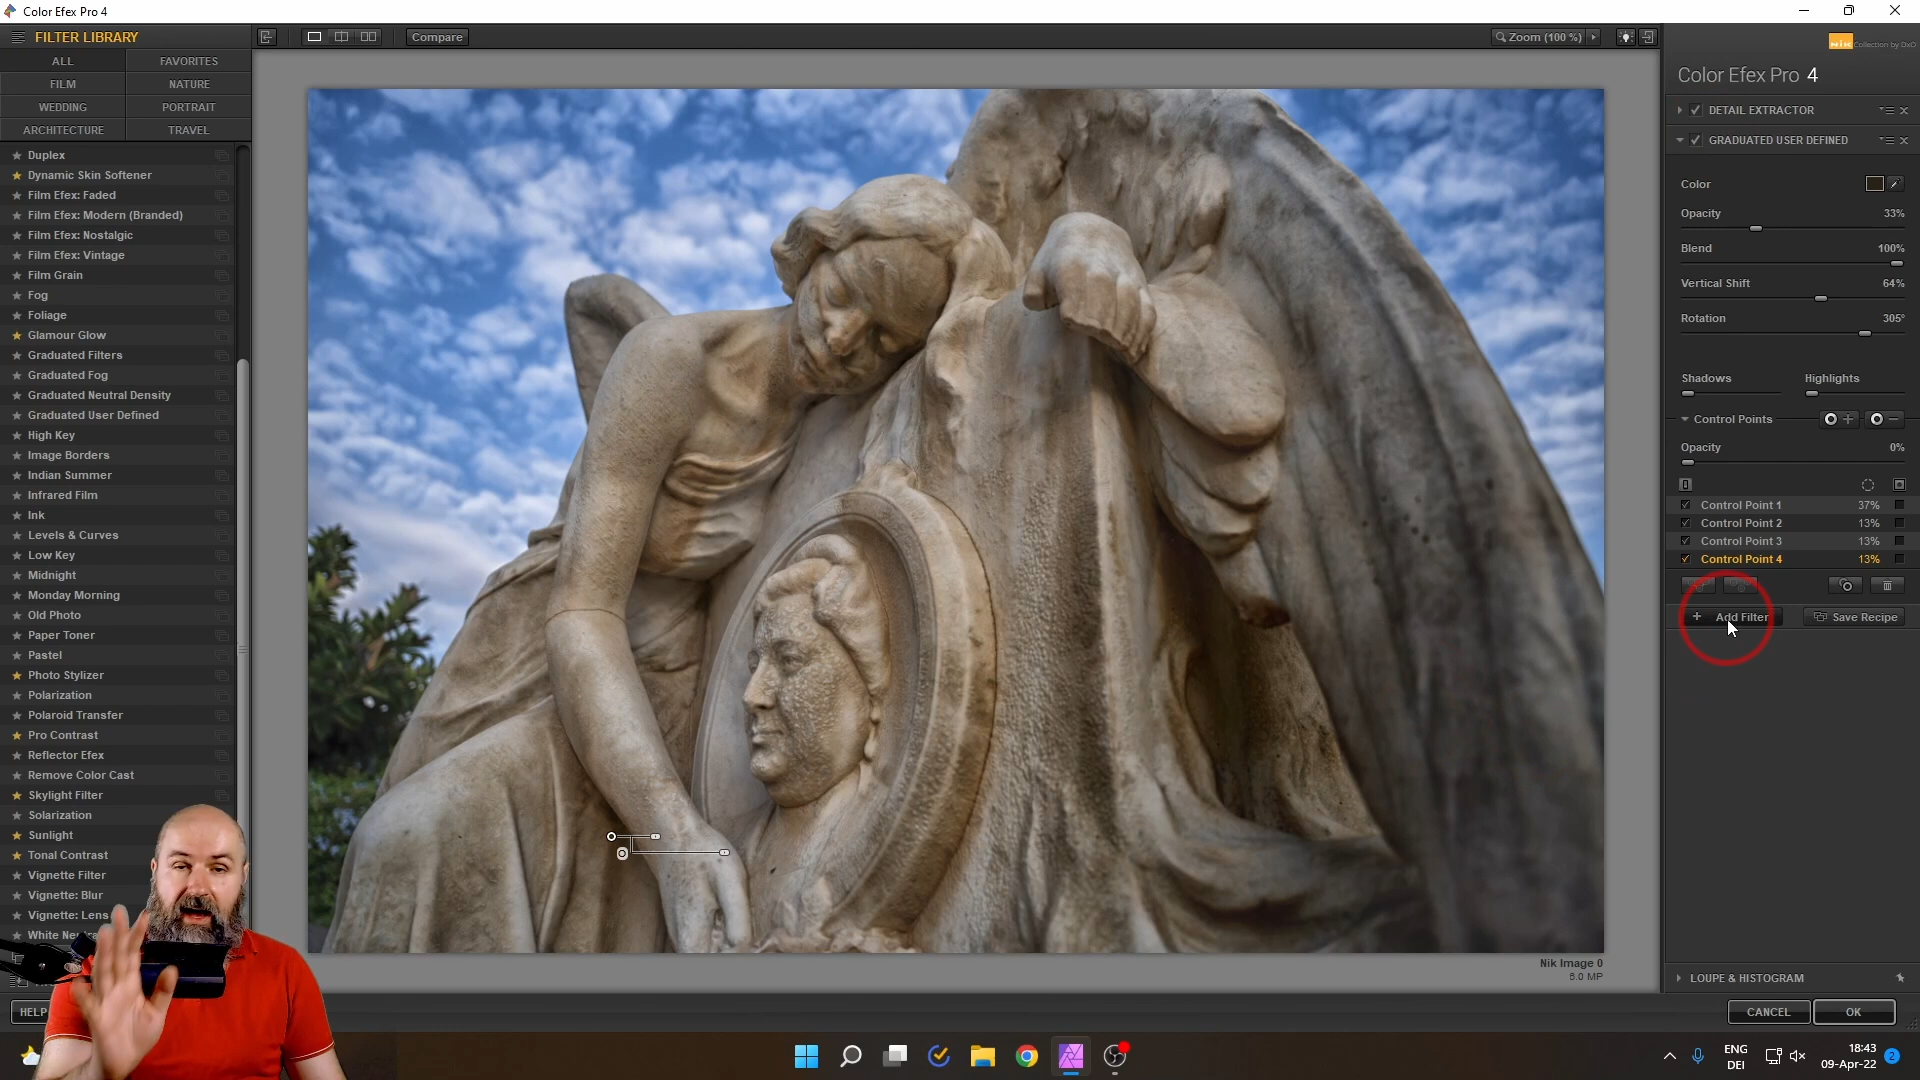 Color Efex Pro 4
FILTER LIBRARY
ALL
FAVORITES
FILM
NATURE
WEDDING
PORTRAIT
ARCHITECTURE
TRAVEL
Duplex
Dynamic Skin Softener
Film Efex: Faded
Film Efex: Modern (Branded)
Film Efex: Nostalgic
Film Efex: Vintage
Film Grain
Fog
Foliage
Glamour Glow
Graduated Filters
Graduated Fog
Graduated Neutral Density
Graduated User Defined
High Key
Image Borders
Indian Summer
Infrared Film
Ink
Levels & Curves
Low Key
Midnight
Monday Morning
Old Photo
Paper Toner
Pastel
Photo Stylizer
Polarization
Polaroid Transfer
Pro Contrast
Reflector Efex
Remove Color Cast
Skylight Filter
Solarization
Sunlight
Tonal Contrast
Vignette Filter
Vignette: Blur
Vignette: Lens
White
HELP
Compare
Zoom (100 %)
Nik Image 0
6.0 MP
Nik Collection by DxO
Color Efex Pro 4
DETAIL EXTRACTOR
GRADUATED USER DEFINED
Color
Opacity 33%
Blend 100%
Vertical Shift 64%
Rotation 305°
Shadows Highlights
Control Points
Opacity 0%
Control Point 1 37%
Control Point 2 13%
Control Point 3 13%
Control Point 4 13%
+ Add Filter
Save Recipe
LOUPE & HISTOGRAM
CANCEL
OK
ENG
DEI
18:43
09-Apr-22
2